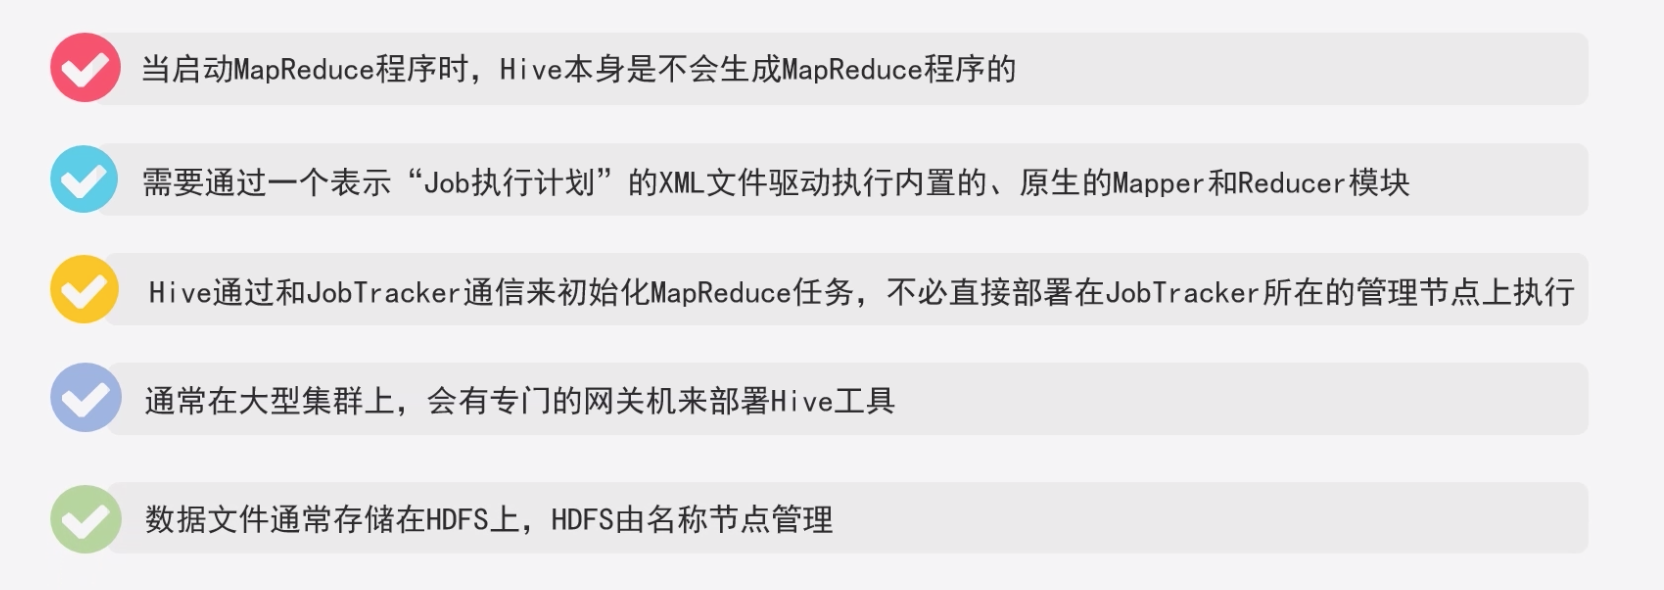 当启动MapReduce程序时，Hive本身是不会生成MapReduce程序的
需要通过一个表示“Job执行计划”的XML文件驱动执行内置的、原生的Mapper和Reducer模块
Hive通过和JobTracker通信来初始化MapReduce任务，不必直接部署在JobTracker所在的管理节点上执行
通常在大型集群上，会有专门的网关机来部署Hive工具
数据文件通常存储在HDFS上，HDFS由名称节点管理